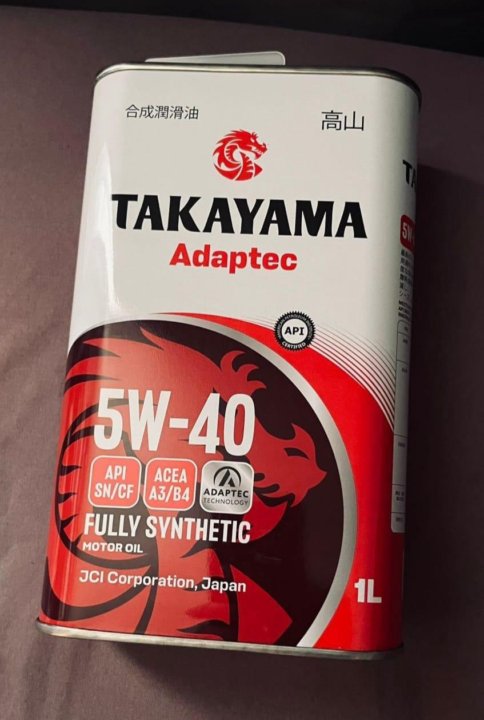 合成潤滑油
高山
TAKAYAMA
Adaptec
API
CERTIFIED
5W-40
API
SN/CF
ACEA
A3/B4
ADAPTEC
TECHNOLOGY
FULLY SYNTHETIC
MOTOR OIL
JCI Corporation, Japan
1L